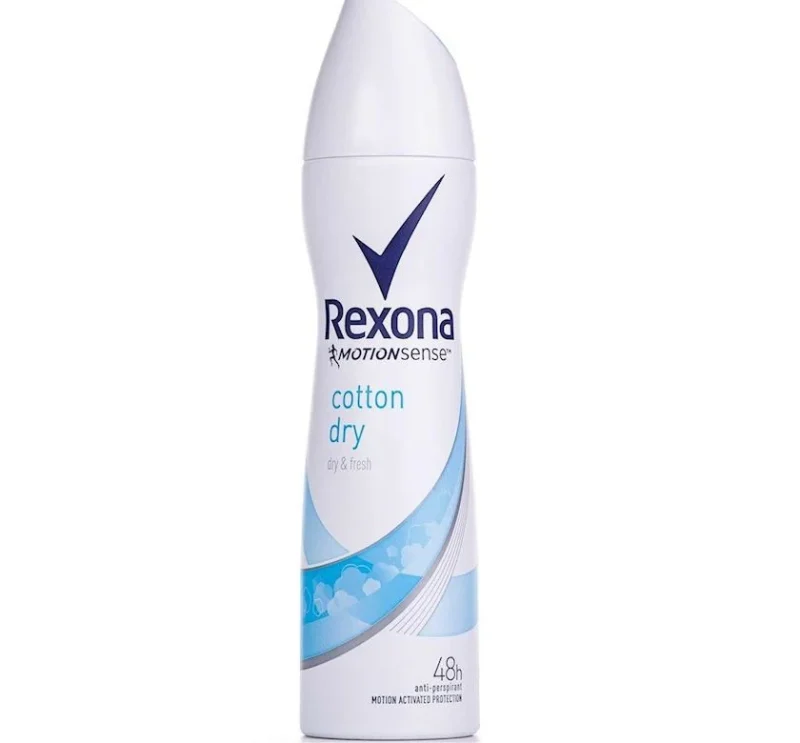 Rexona
MOTIONsense™
cotton
dry
dry & fresh
48h
anti-perspirant
MOTION ACTIVATED PROTECTION